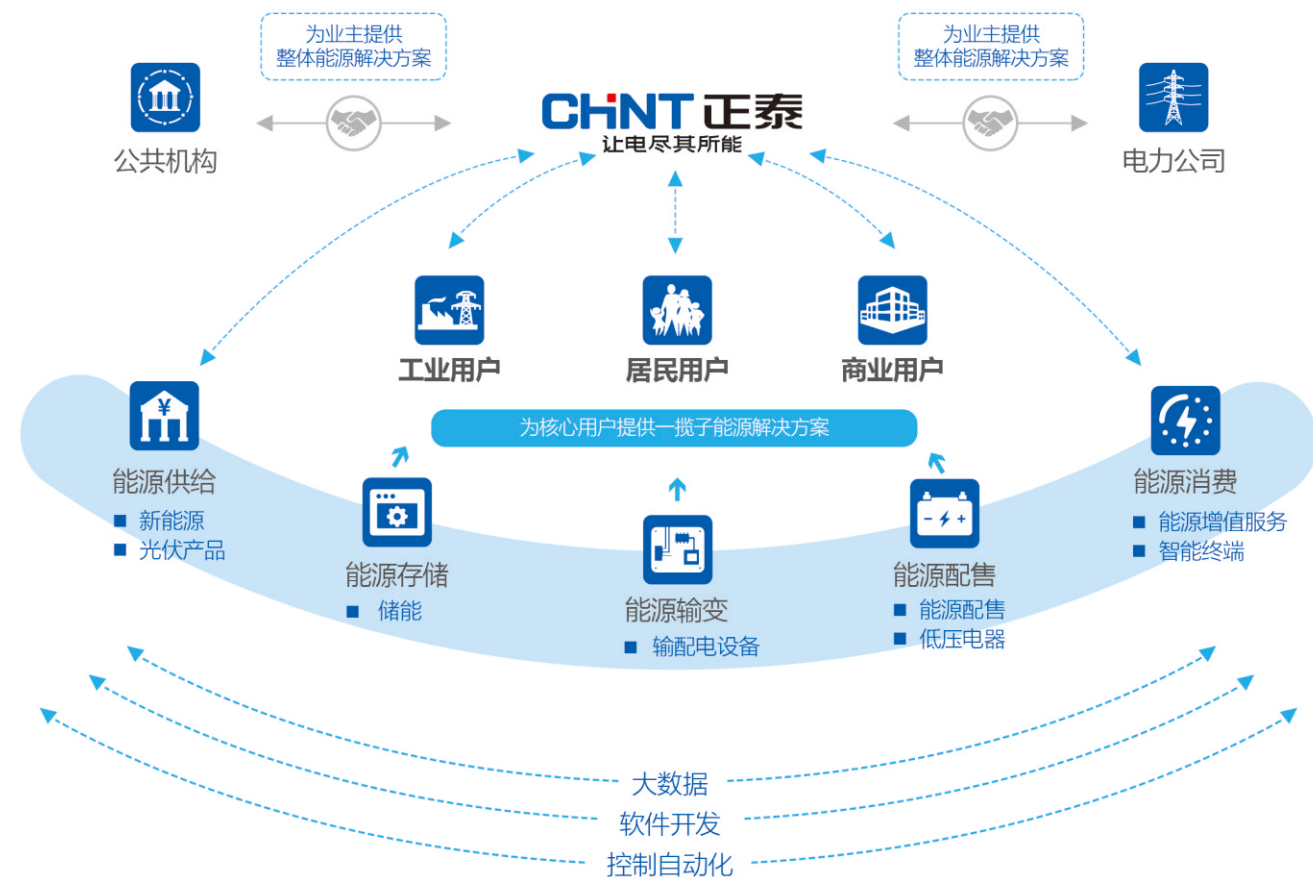 为业主提供
整体能源解决方案
为业主提供
整体能源解决方案
CHNT 正泰
让电尽其所能
公共机构
电力公司
工业用户
居民用户
商业用户
为核心用户提供一揽子能源解决方案
¥
能源供给
■ 新能源
■ 光伏产品
能源存储
■ 储能
能源输变
■ 输配电设备
能源配售
■ 能源配售
■ 低压电器
能源消费
■ 能源增值服务
■ 智能终端
大数据
软件开发
控制自动化